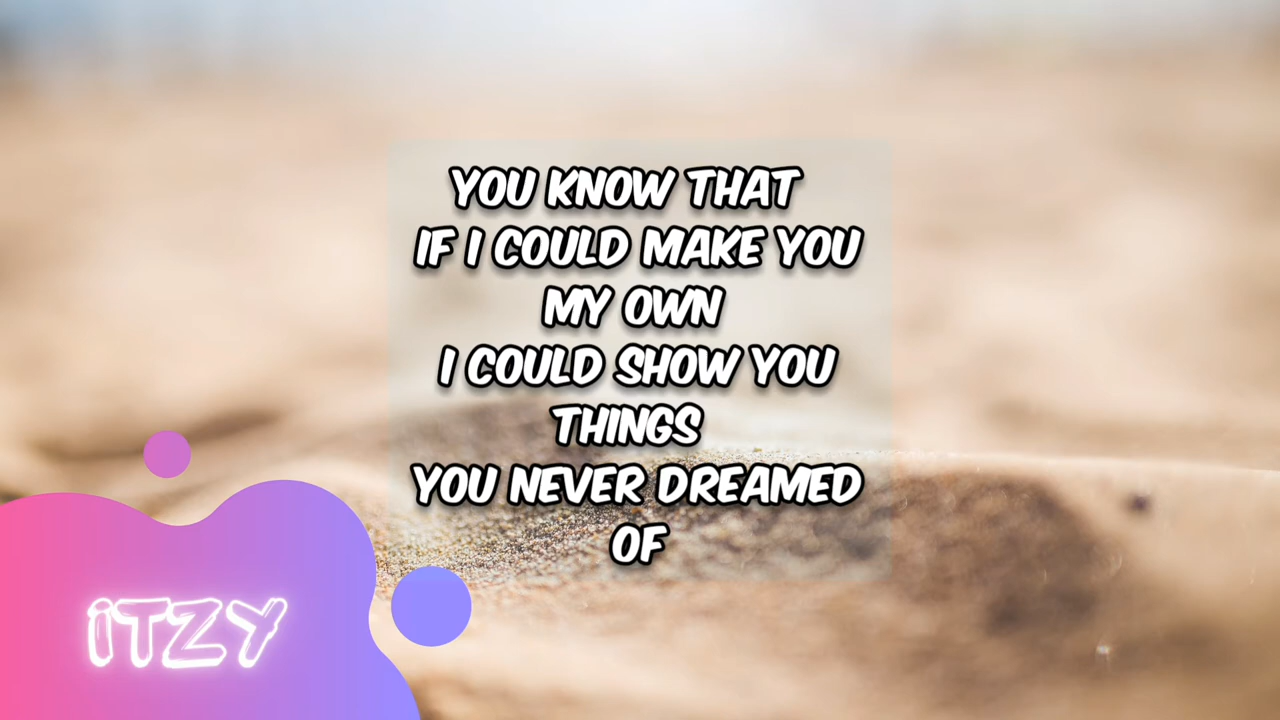 YOU KNOW THAT
IF I COULD MAKE YOU
MY OWN
I COULD SHOW YOU
THINGS
YOU NEVER DREAMED
OF
iTZY